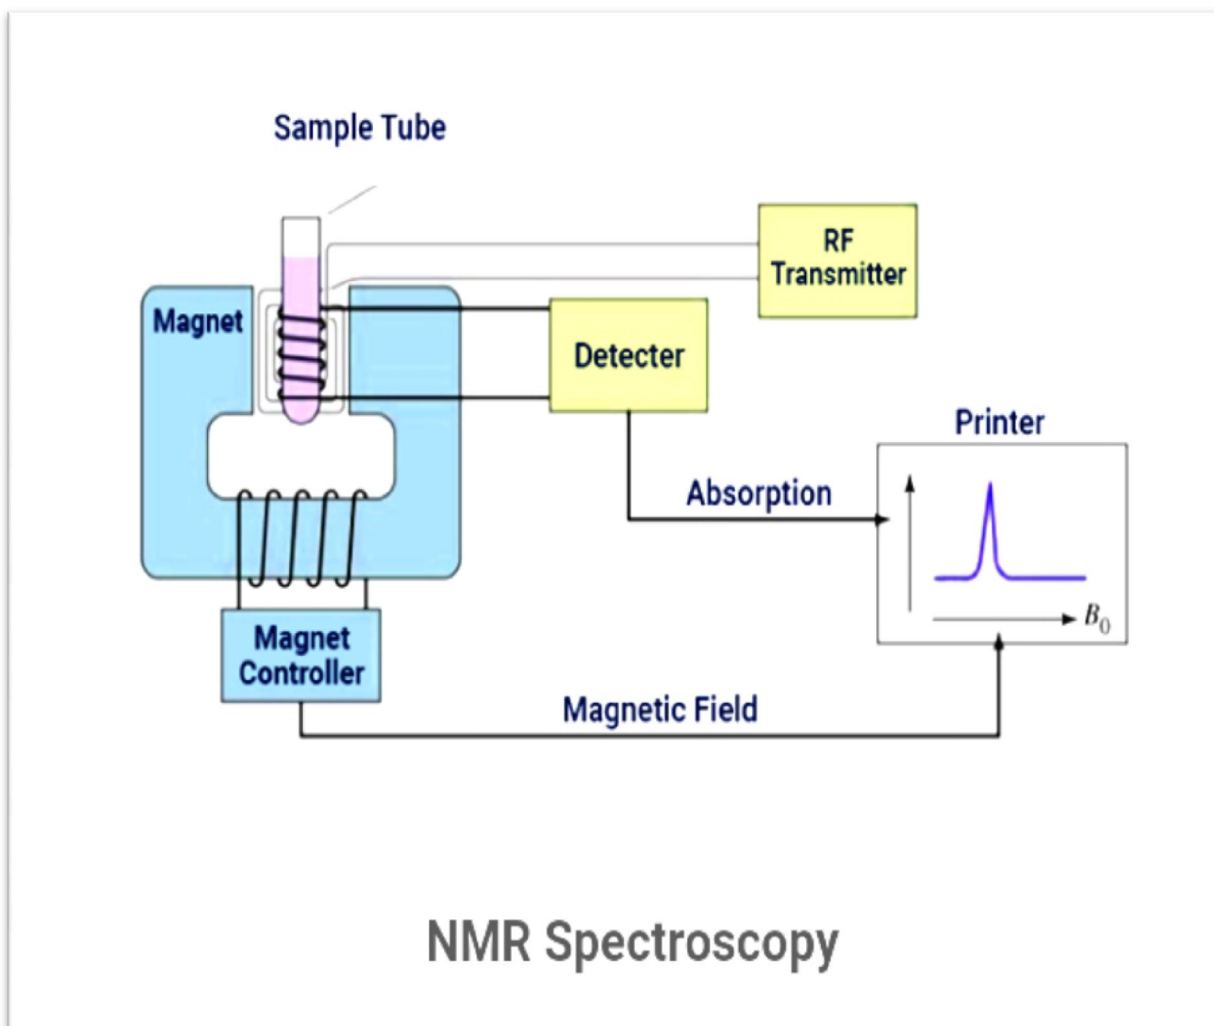 Sample Tube
RF
Transmitter
Magnet
Detecter
Printer
Absorption
B₀
Magnet
Controller
Magnetic Field
NMR Spectroscopy